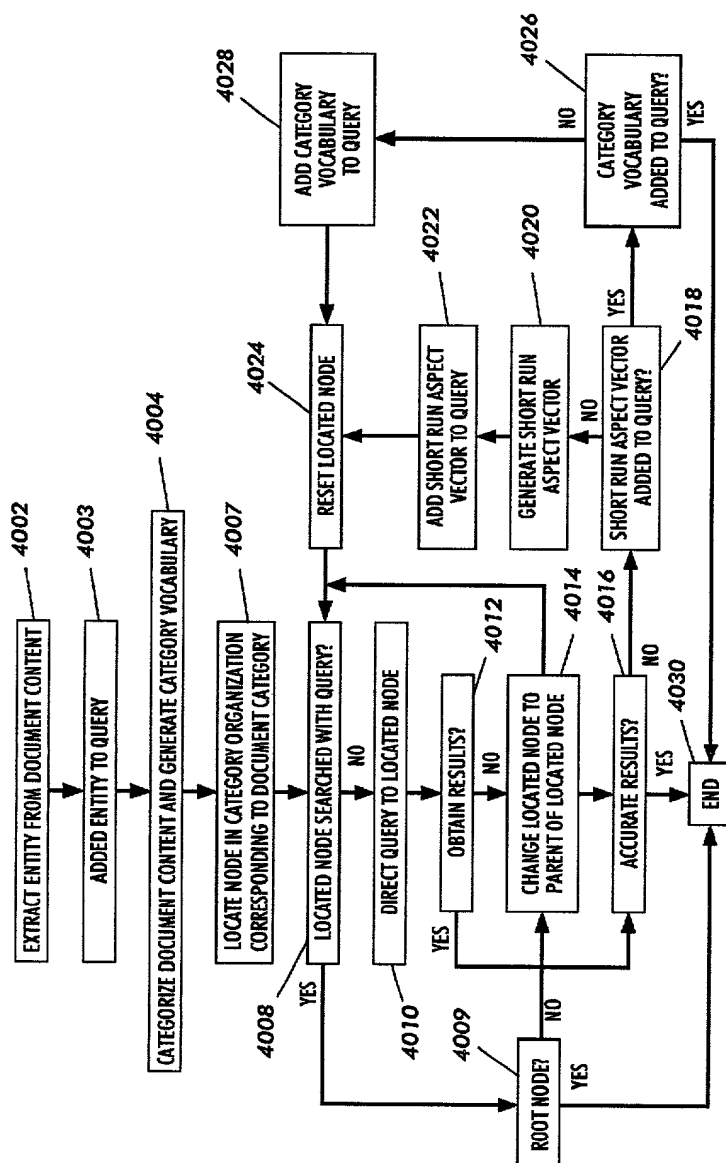 4002
EXTRACT ENTITY FROM DOCUMENT CONTENT
4003
ADDED ENTITY TO QUERY
4004
CATEGORIZE DOCUMENT CONTENT AND GENERATE CATEGORY VOCABULARY
4007
LOCATE NODE IN CATEGORY ORGANIZATION
CORRESPONDING TO DOCUMENT CATEGORY
4008
LOCATED NODE SEARCHED WITH QUERY?
YES
NO
4010
DIRECT QUERY TO LOCATED NODE
4012
OBTAIN RESULTS?
YES
NO
4009
ROOT NODE?
NO
YES
4014
CHANGE LOCATED NODE TO
PARENT OF LOCATED NODE
4016
ACCURATE RESULTS?
NO
YES
4030
END
4018
SHORT RUN ASPECT VECTOR
ADDED TO QUERY?
NO
YES
4020
GENERATE SHORT RUN
ASPECT VECTOR
4022
ADD SHORT RUN ASPECT
VECTOR TO QUERY
4024
RESET LOCATED NODE
4026
CATEGORY
VOCABULARY
ADDED TO QUERY?
NO
YES
4028
ADD CATEGORY
VOCABULARY
TO QUERY